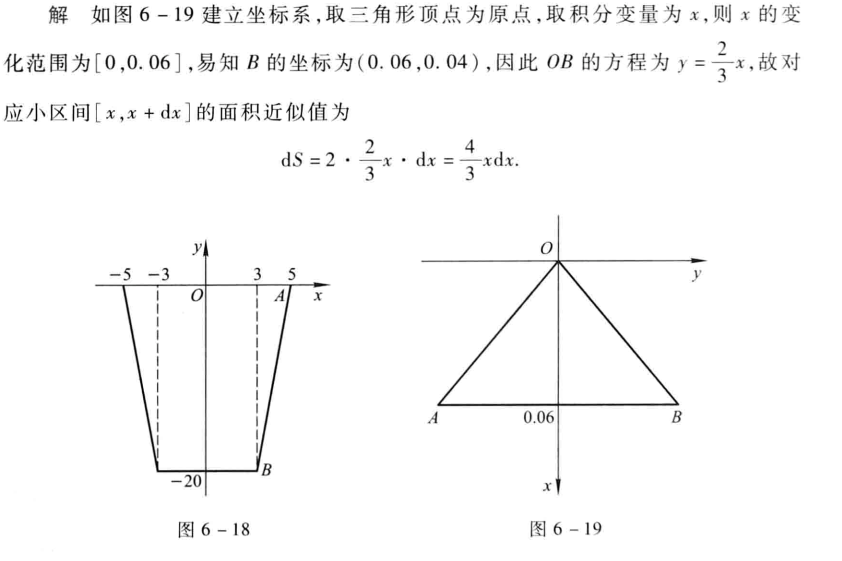 解 如图 6-19 建立坐标系,取三角形顶点为原点,取积分变量为 x,则 x 的变
化范围为[0,0.06],易知 B 的坐标为(0.06,0.04),因此 OB 的方程为 y = \frac{2}{3}x,故对
应小区间[x,x+dx]的面积近似值为
dS = 2 · \frac{2}{3}x · dx = \frac{4}{3}xdx.
y
-5 -3 3 5
O A x
-20 B
图 6-18
O
y
A 0.06 B
x
图 6-19